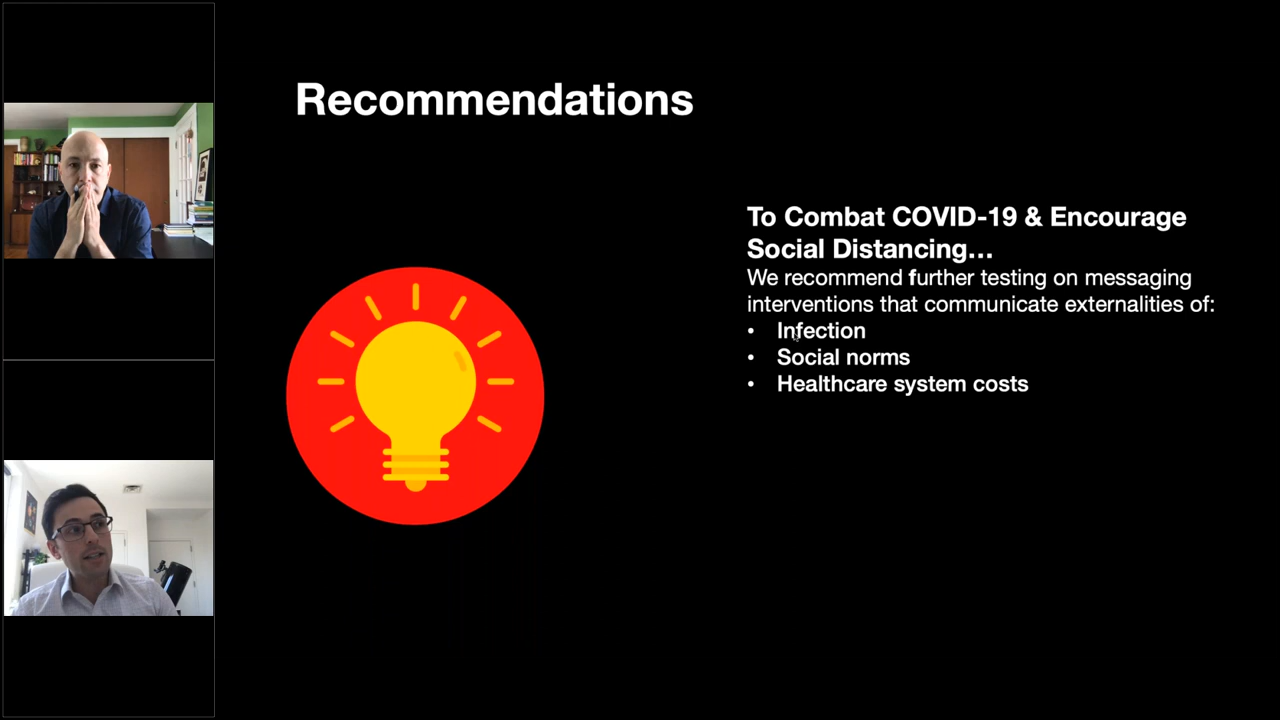 Recommendations
To Combat COVID-19 & Encourage
Social Distancing...
We recommend further testing on messaging
interventions that communicate externalities of:
• Infection
• Social norms
• Healthcare system costs